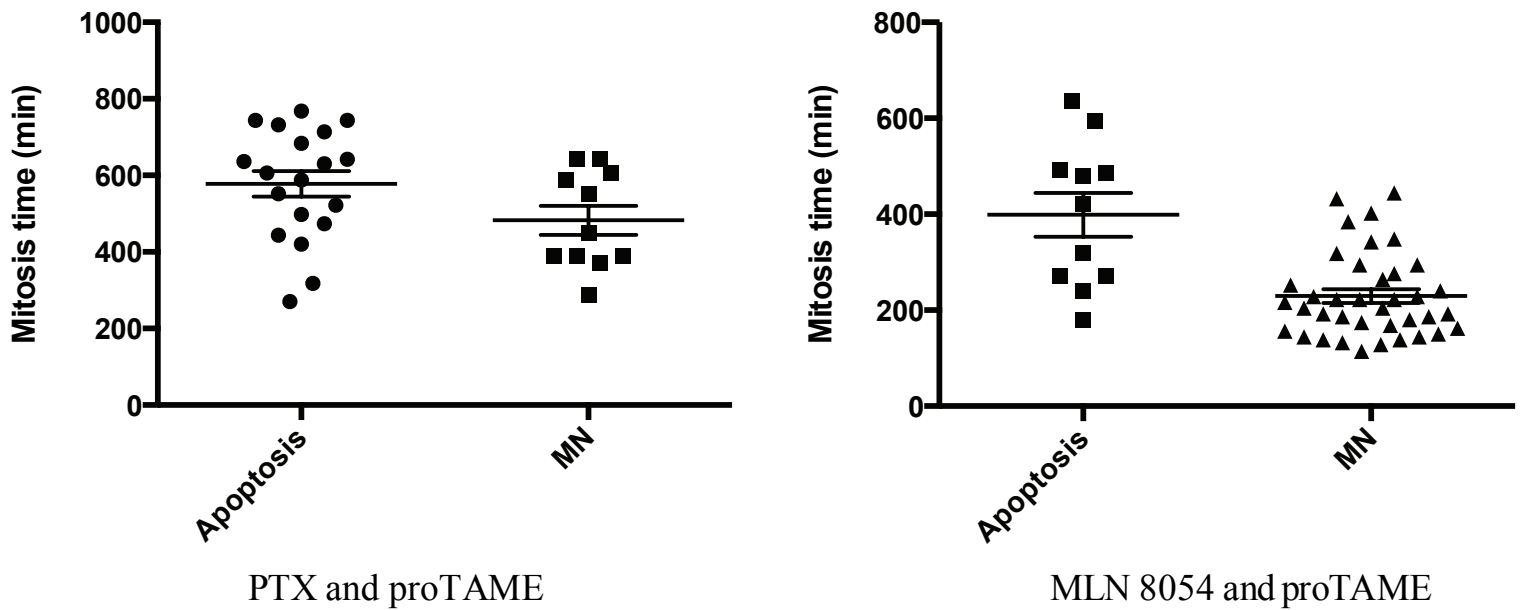 Mitosis time (min)
1000
800
600
400
200
0
Apoptosis
MN
PTX and proTAME
Mitosis time (min)
800
600
400
200
0
Apoptosis
MN
MLN 8054 and proTAME